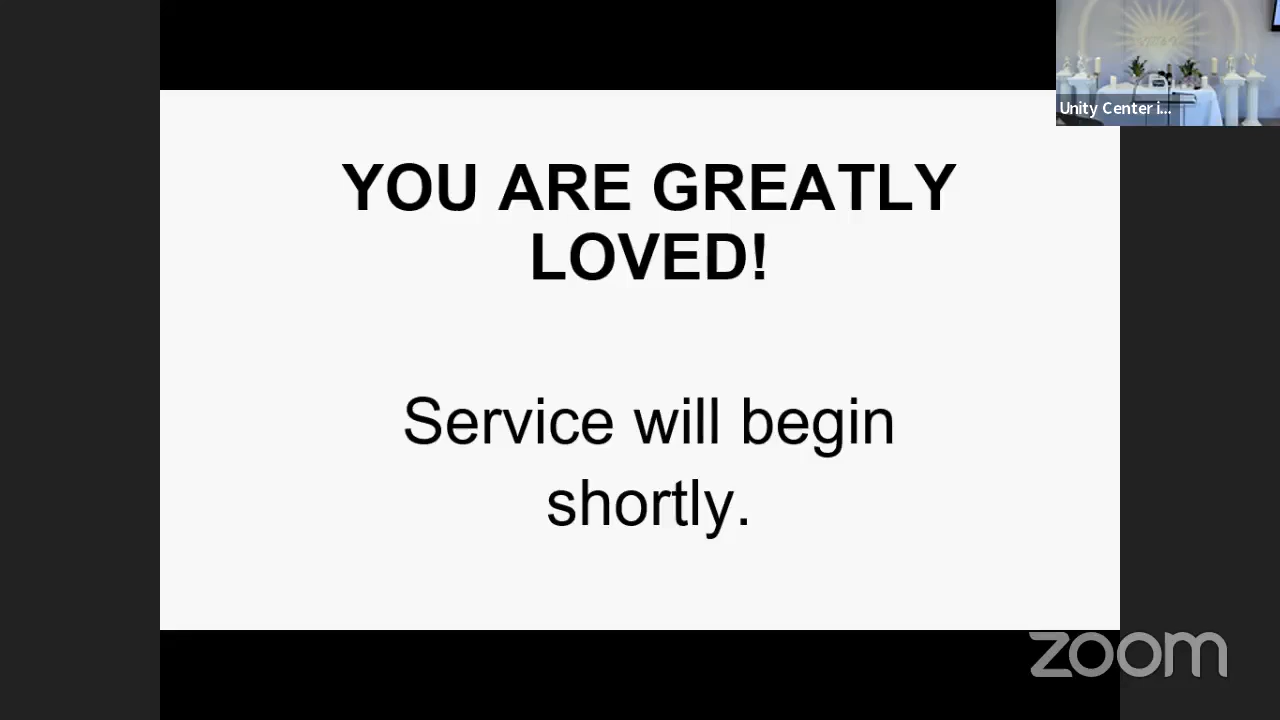 Unity Center i...
YOU ARE GREATLY
LOVED!
Service will begin
shortly.
zoom